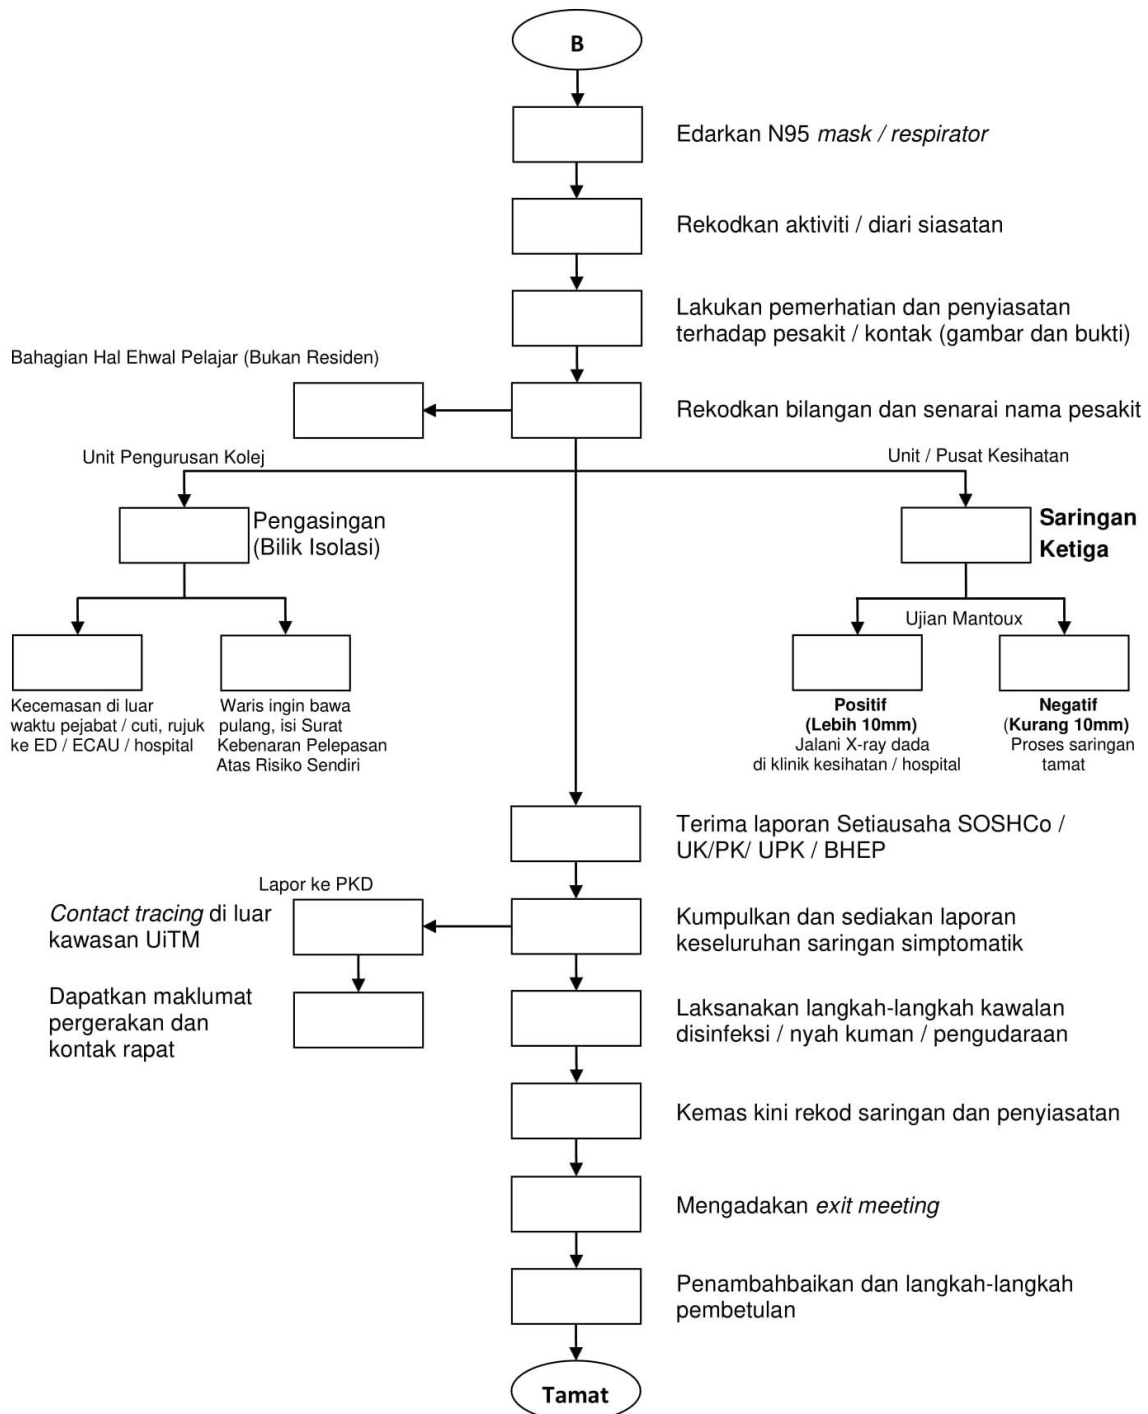 B
Edarkan N95 mask / respirator
Rekodkan aktiviti / diari siasatan
Lakukan pemerhatian dan penyiasatan
terhadap pesakit / kontak (gambar dan bukti)
Bahagian Hal Ehwal Pelajar (Bukan Residen)
Rekodkan bilangan dan senarai nama pesakit
Unit Pengurusan Kolej
Unit / Pusat Kesihatan
Pengasingan
(Bilik Isolasi)
Saringan
Ketiga
Ujian Mantoux
Kecemasan di luar
waktu pejabat / cuti, rujuk
ke ED / ECAU / hospital
Waris ingin bawa
pulang, isi Surat
Kebenaran Pelepasan
Atas Risiko Sendiri
Positif
(Lebih 10mm)
Jalani X-ray dada
di klinik kesihatan / hospital
Negatif
(Kurang 10mm)
Proses saringan
tamat
Terima laporan Setiausaha SOSHCo /
UK/PK/ UPK / BHEP
Lapor ke PKD
Contact tracing di luar
kawasan UiTM
Kumpulkan dan sediakan laporan
keseluruhan saringan simptomatik
Dapatkan maklumat
pergerakan dan
kontak rapat
Laksanakan langkah-langkah kawalan
disinfeksi / nyah kuman / pengudaraan
Kemas kini rekod saringan dan penyiasatan
Mengadakan exit meeting
Penambahbaikan dan langkah-langkah
pembetulan
Tamat